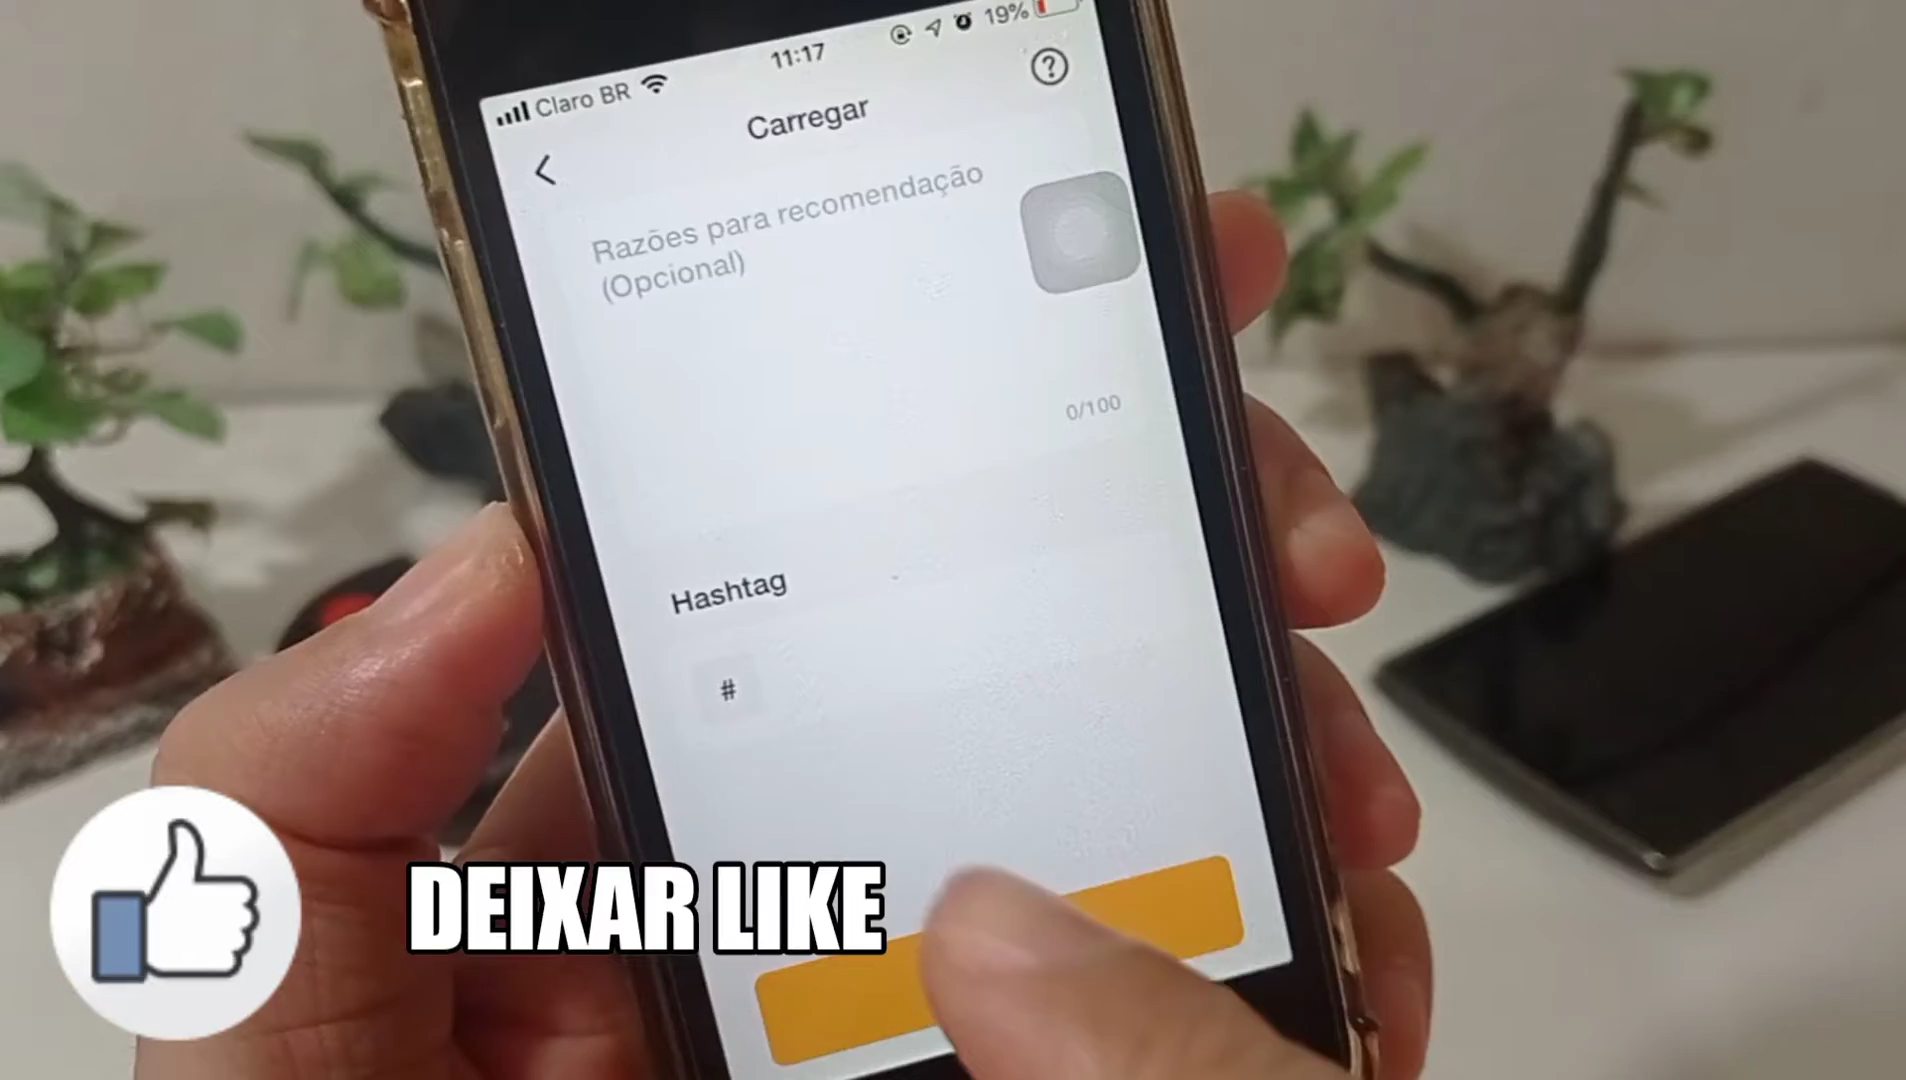 Claro BR
11:17
19%
Carregar
?
Razões para recomendação
(Opcional)
0/100
Hashtag
#
DEIXAR LIKE